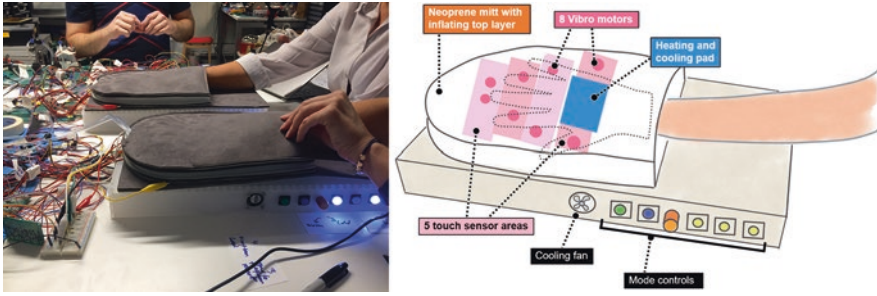 Neoprene mitt with
inflating top layer
8 Vibro motors
Heating and
cooling pad
5 touch sensor areas
Cooling fan
Mode controls